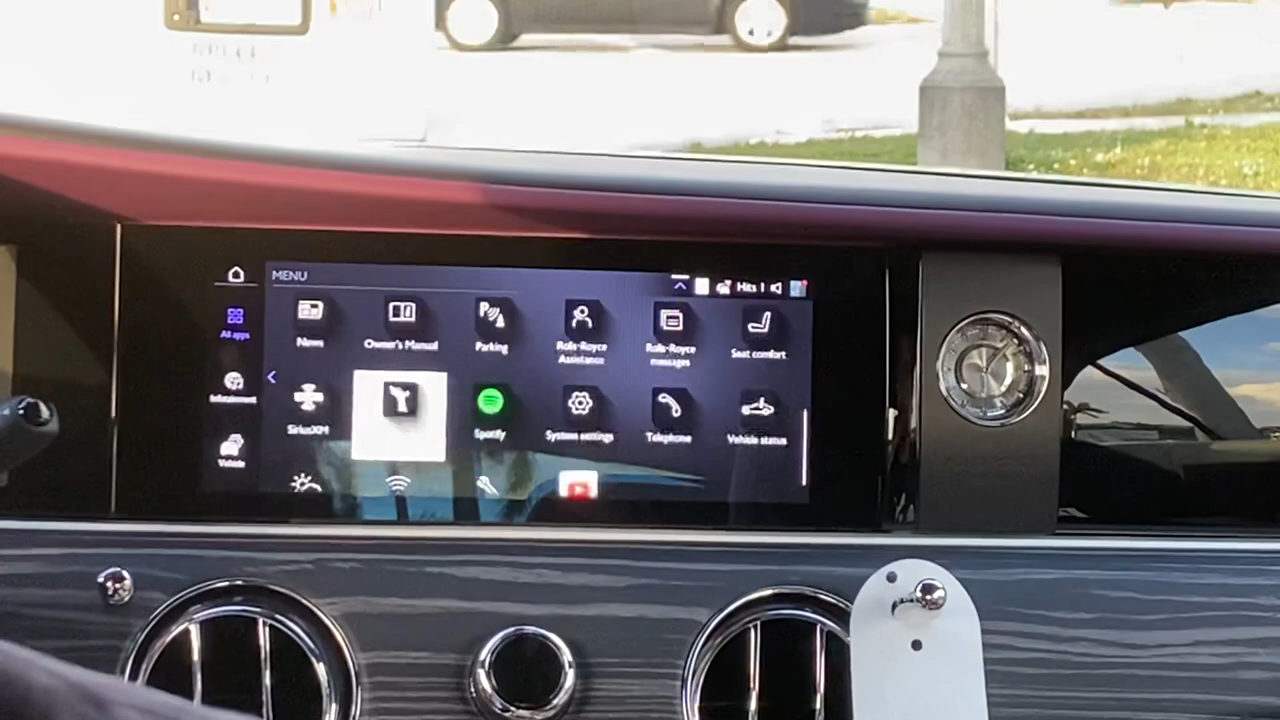 MENU
Hits 1
All apps
Infotainment
Vehicle
News
Owner's Manual
Parking
Rolls-Royce
Assistance
Rolls-Royce
messages
Seat comfort
SiriusXM
Spotify
System settings
Telephone
Vehicle status